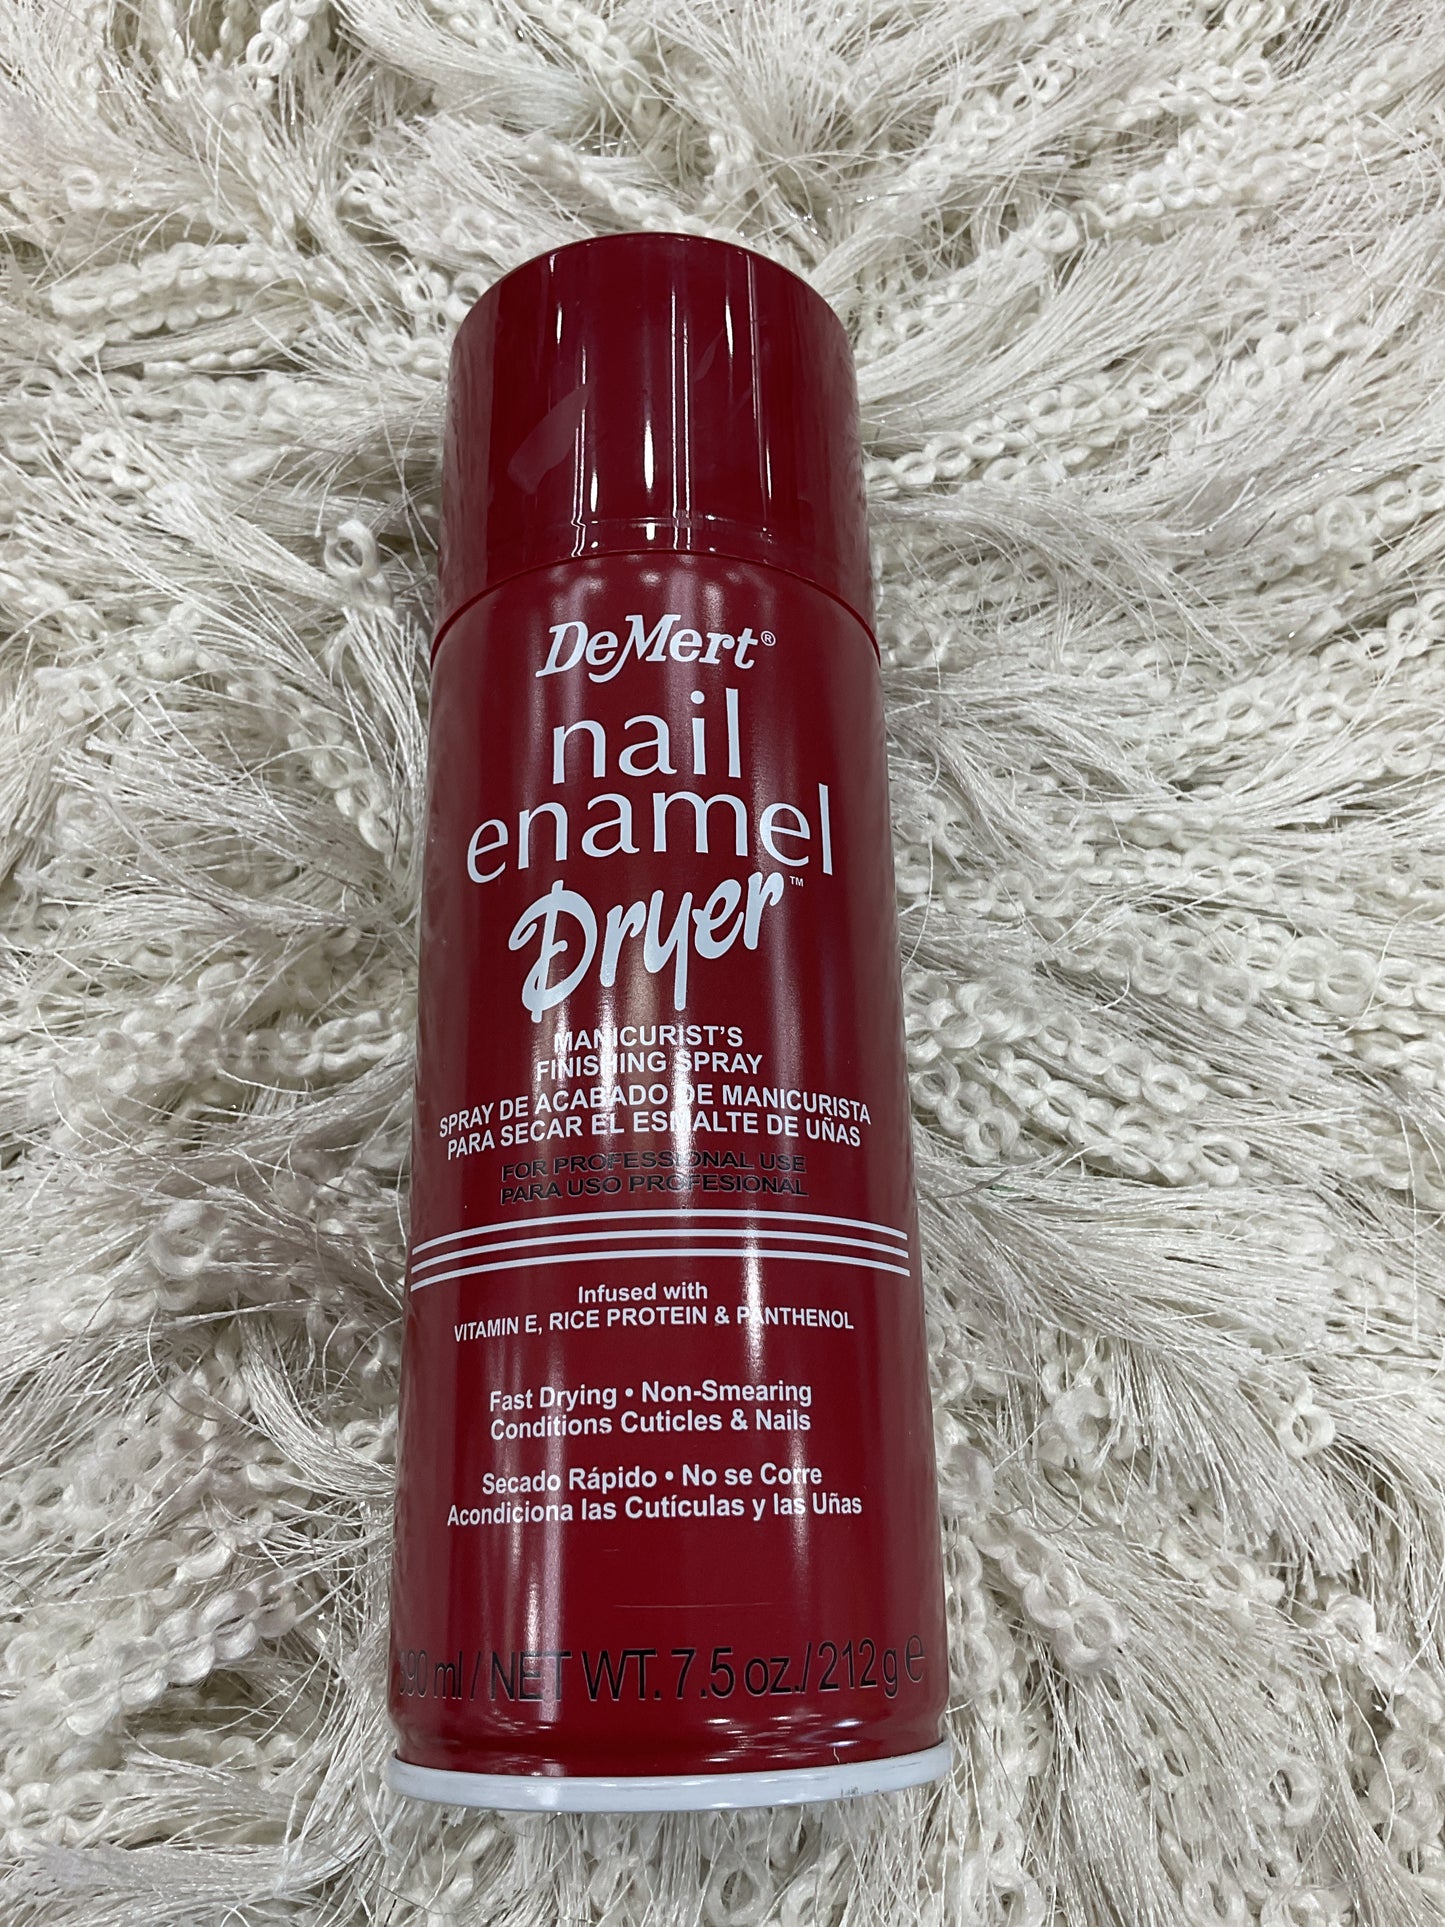 DeMert®
nail
enamel
Dryer™
MANICURIST'S
FINISHING SPRAY
SPRAY DE ACABADO DE MANICURISTA
PARA SECAR EL ESMALTE DE UÑAS
FOR PROFESSIONAL USE
PARA USO PROFESIONAL
Infused with
VITAMIN E, RICE PROTEIN & PANTHENOL
Fast Drying • Non-Smearing
Conditions Cuticles & Nails
Secado Rápido • No se Corre
Acondiciona las Cutículas y las Uñas
ml / NET WT. 7.5 oz. / 212 g e